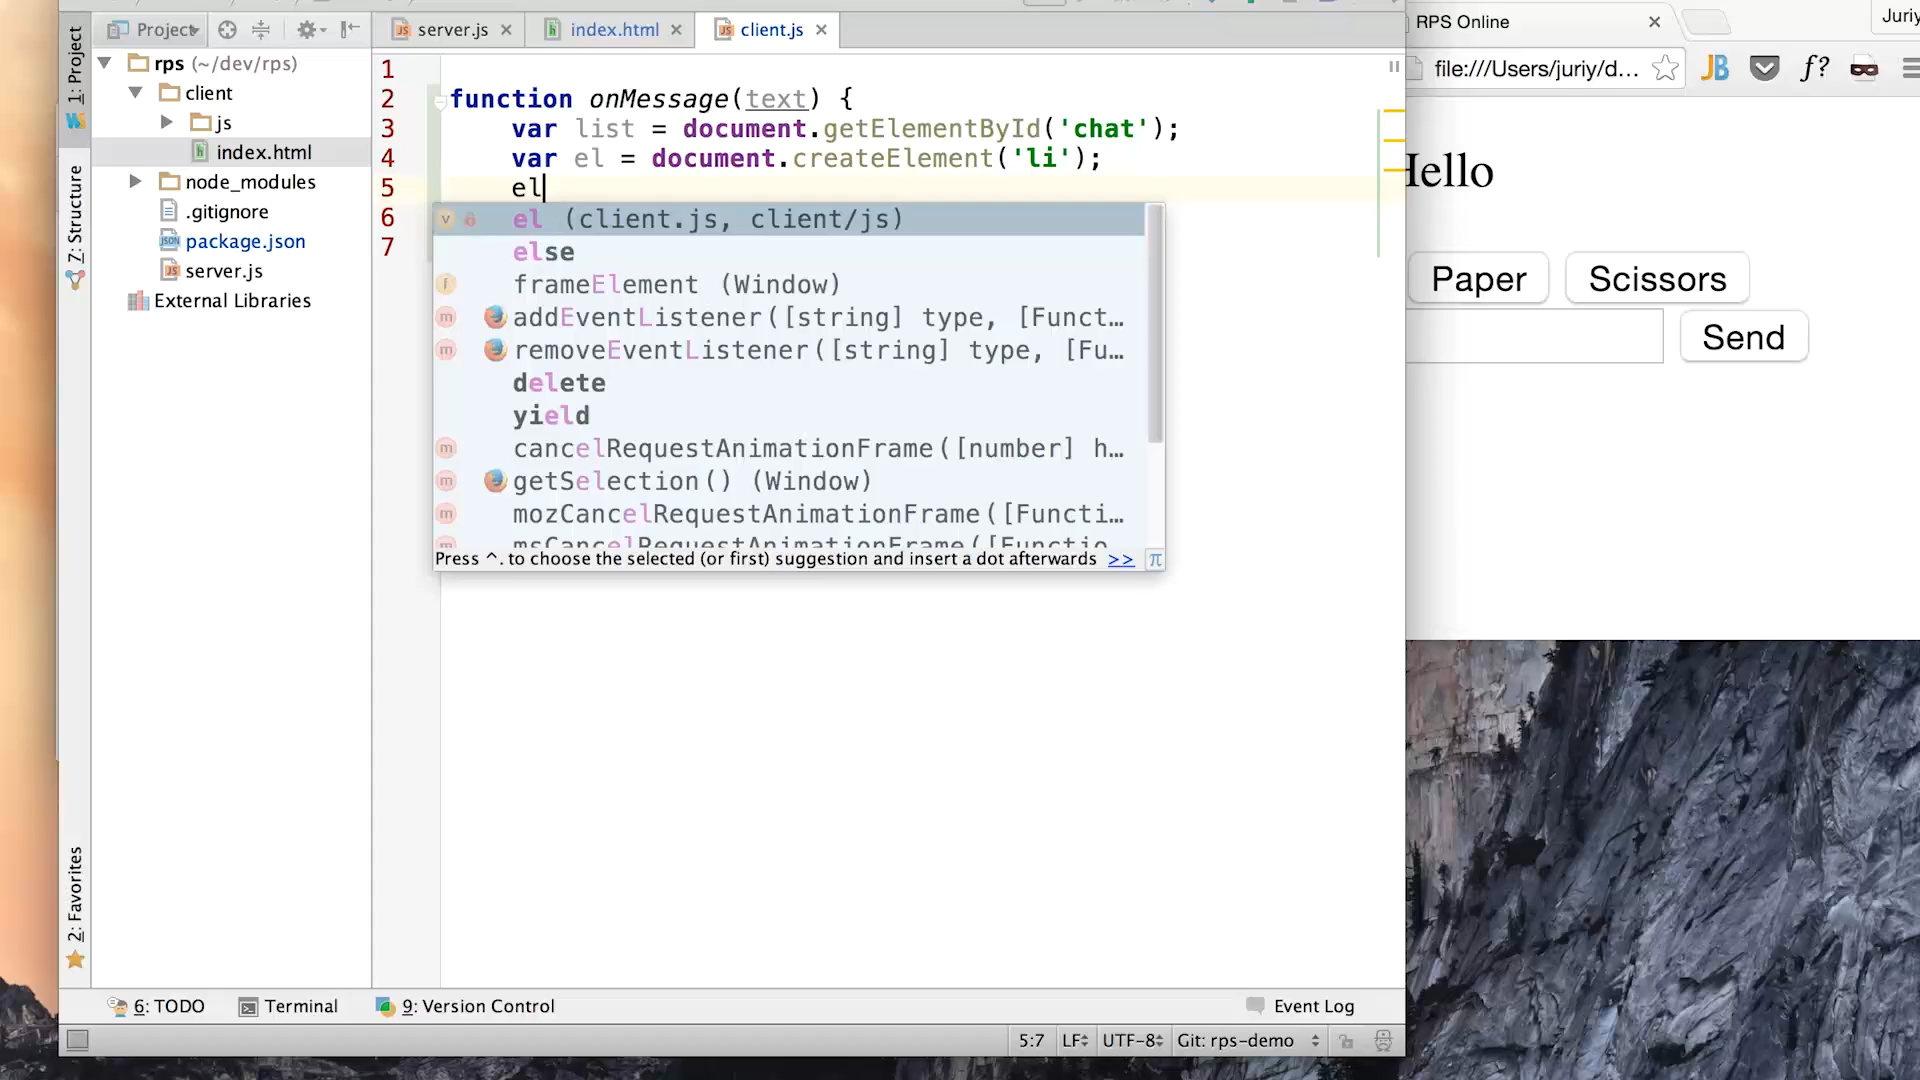 1: Project
Z: Structure
2: Favorites
Project
rps (~/dev/rps)
client
js
index.html
node_modules
.gitignore
package.json
server.js
External Libraries
server.js
index.html
client.js
1
2 function onMessage(text) {
3 var list = document.getElementById('chat');
4 var el = document.createElement('li');
5 el
6
7
el (client.js, client/js)
else
frameElement (Window)
addEventListener([string] type, [Funct…
removeEventListener([string] type, [Fu…
delete
yield
cancelRequestAnimationFrame([number] h…
getSelection() (Window)
mozCancelRequestAnimationFrame([Functi…
msCancelRequestAnimationFrame([Functio
Press ^. to choose the selected (or first) suggestion and insert a dot afterwards >> π
6: TODO
Terminal
9: Version Control
Event Log
5:7 LF UTF-8 Git: rps-demo
RPS Online
Juriy
file:///Users/juriy/d...
JB
f?
Hello
Paper
Scissors
Send